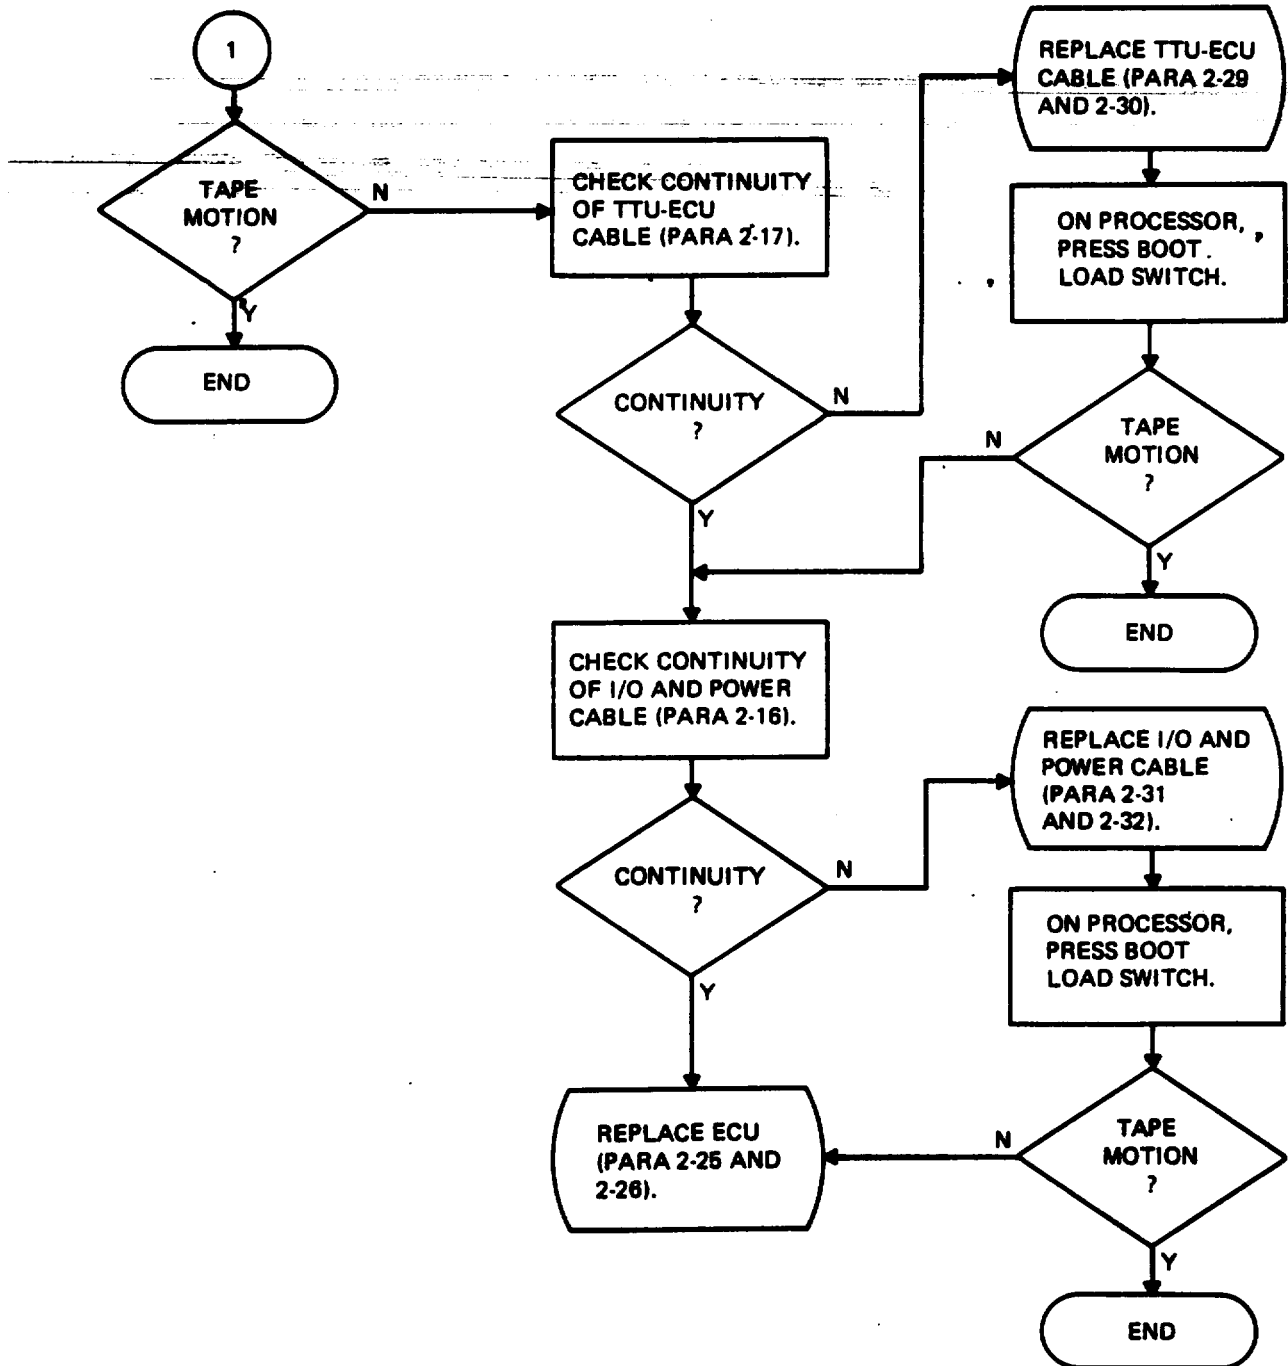 1
TAPE
MOTION
?
N
Y
END
CHECK CONTINUITY
OF TTU-ECU
CABLE (PARA 2-17).
CONTINUITY
?
N
Y
REPLACE TTU-ECU
CABLE (PARA 2-29
AND 2-30).
ON PROCESSOR,
PRESS BOOT
LOAD SWITCH.
TAPE
MOTION
?
N
Y
END
CHECK CONTINUITY
OF I/O AND POWER
CABLE (PARA 2-16).
CONTINUITY
?
N
Y
REPLACE I/O AND
POWER CABLE
(PARA 2-31
AND 2-32).
ON PROCESSOR,
PRESS BOOT
LOAD SWITCH.
TAPE
MOTION
?
N
Y
END
REPLACE ECU
(PARA 2-25 AND
2-26).